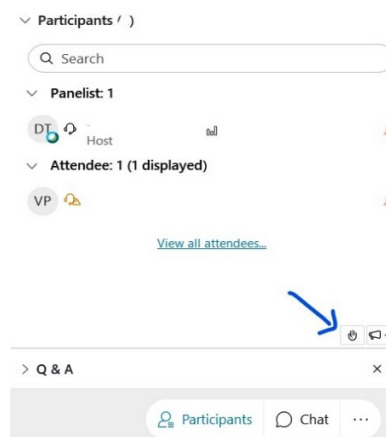 Participants ( )
Search
Panelist: 1
DT
Host
Attendee: 1 (1 displayed)
VP
View all attendees...
Q & A
Participants Chat